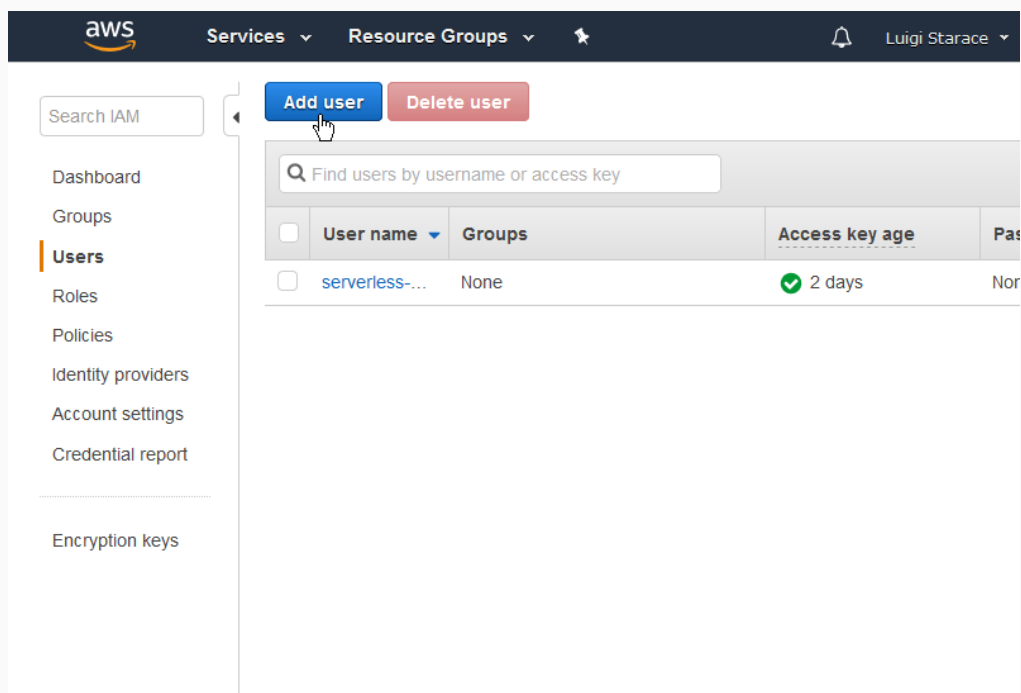 aws Services Resource Groups Luigi Starace
Search IAM
Dashboard
Groups
Users
Roles
Policies
Identity providers
Account settings
Credential report
Encryption keys
Add user Delete user
Find users by username or access key
User name Groups Access key age Pas
serverless-... None 2 days Nor